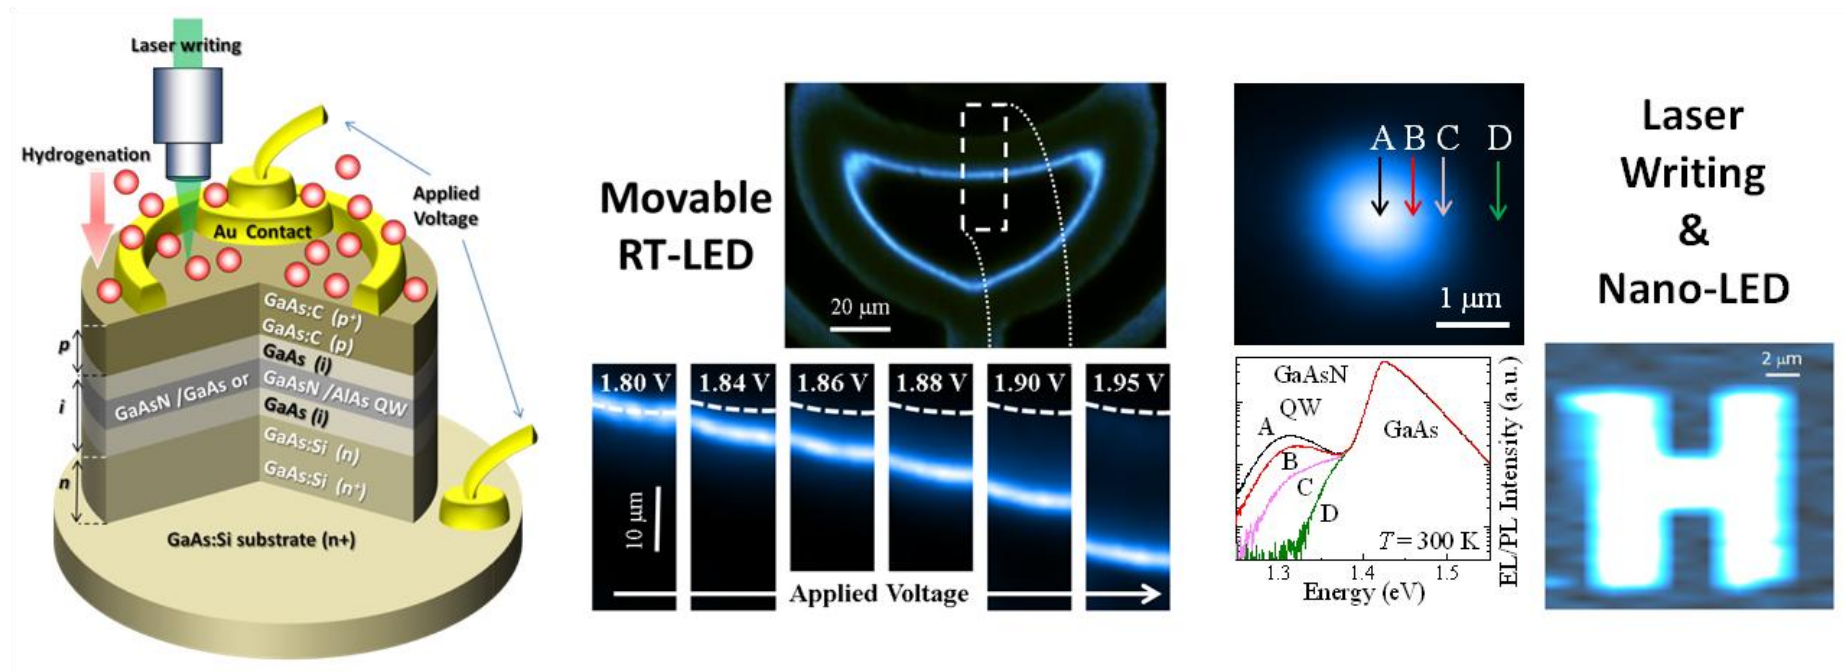 Laser writing
Hydrogenation
Applied
Voltage
Au Contact
GaAs:C (p⁺)
GaAs:C (p)
GaAs (i)
GaAsN /GaAs or
GaAsN /AlAs QW
GaAs (i)
GaAs:Si (n)
GaAs:Si (n⁺)
p
i
n
GaAs:Si substrate (n+)
Movable
RT-LED
20 μm
1.80 V
1.84 V
1.86 V
1.88 V
1.90 V
1.95 V
10 μm
Applied Voltage
A
B
C
D
1 μm
GaAsN
QW
GaAs
A
B
C
D
T = 300 K
1.3
1.4
1.5
Energy (eV)
EL/PL Intensity (a.u.)
Laser
Writing
&
Nano-LED
2 μm
H